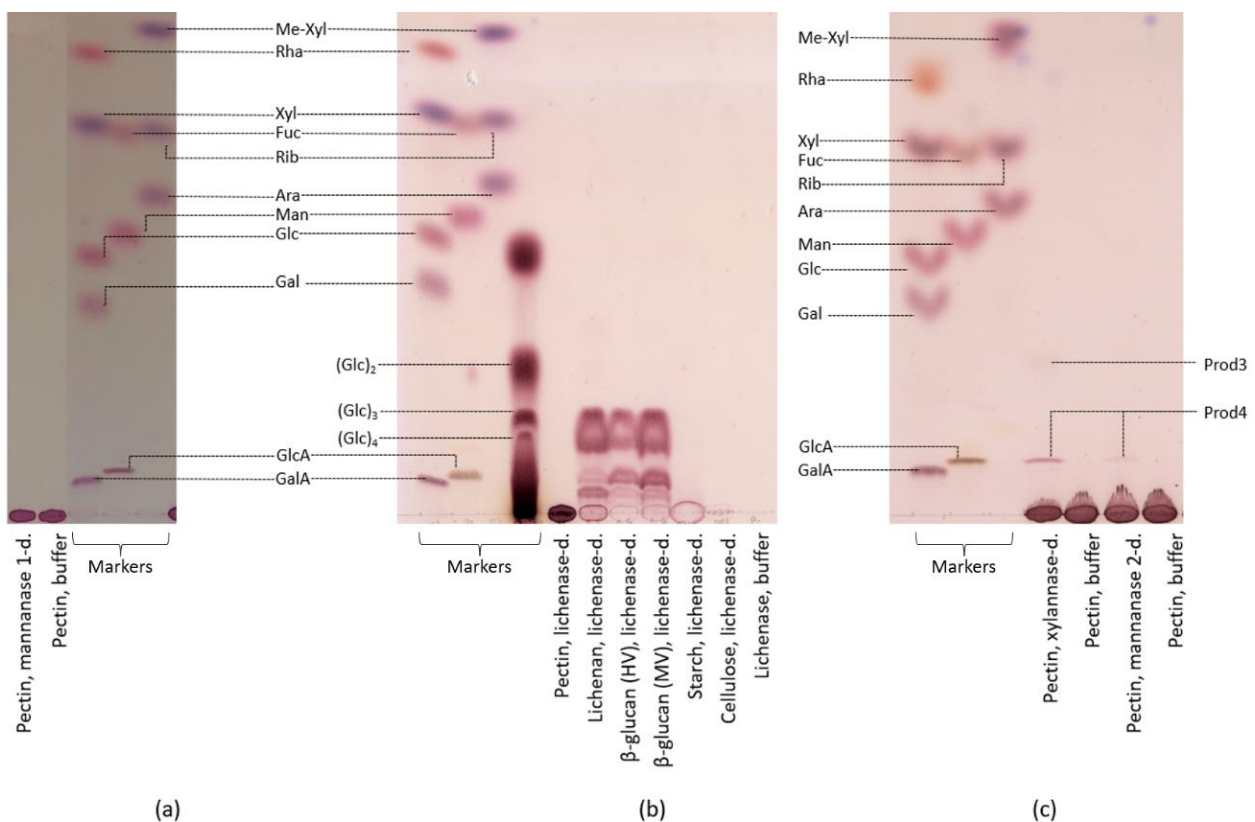 Me-Xyl
Rha
Xyl
Fuc
Rib
Ara
Man
Glc
Gal
(Glc)2
(Glc)3
(Glc)4
GlcA
GalA
Me-Xyl
Rha
Xyl
Fuc
Rib
Ara
Man
Glc
Gal
GlcA
GalA
Prod3
Prod4
Markers
Markers
Markers
Pectin, mannanase 1-d.
Pectin, buffer
Pectin, lichenase-d.
Lichenan, lichenase-d.
β-glucan (HV), lichenase-d.
β-glucan (MV), lichenase-d.
Starch, lichenase-d.
Cellulose, lichenase-d.
Lichenase, buffer
Pectin, xylannase-d.
Pectin, buffer
Pectin, mannanase 2-d.
Pectin, buffer
(a)
(b)
(c)